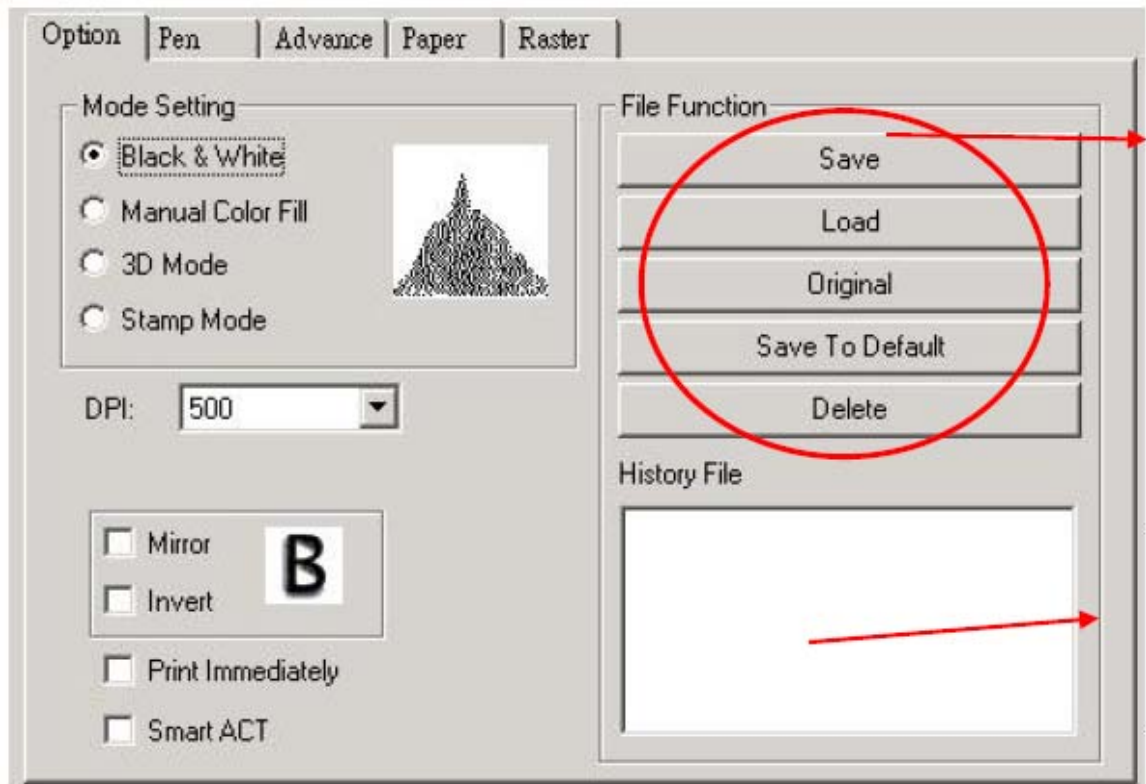 Option Pen Advance Paper Raster
Mode Setting
Black & White
Manual Color Fill
3D Mode
Stamp Mode
DPI: 500
Mirror
Invert
B
Print Immediately
Smart ACT
File Function
Save
Load
Original
Save To Default
Delete
History File